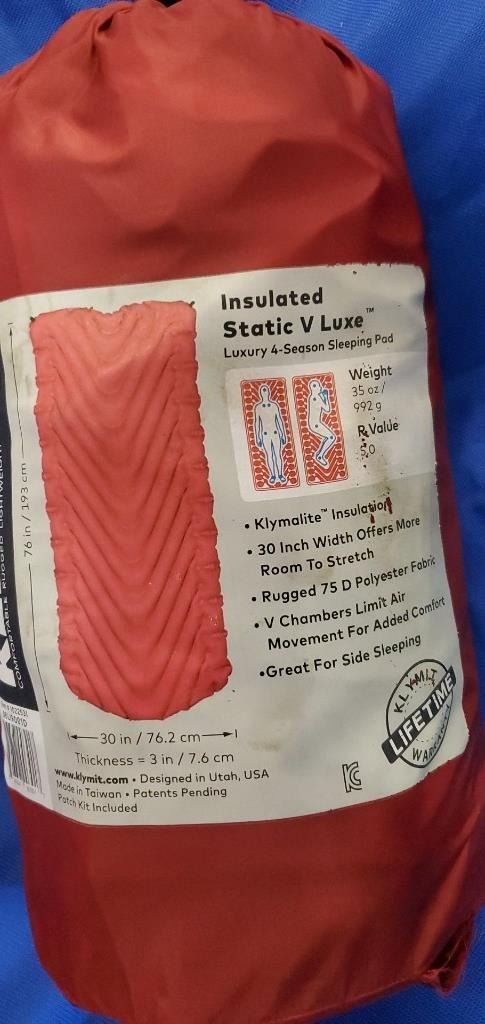 Insulated
Static V Luxe™
Luxury 4-Season Sleeping Pad
Weight
35 oz /
992 g
R-Value
5.0
• Klymalite™ Insulation
• 30 Inch Width Offers More
Room To Stretch
• Rugged 75 D Polyester Fabric
• V Chambers Limit Air
Movement For Added Comfort
• Great For Side Sleeping
KLYMIT
LIFETIME
WARRANTY
76 in / 193 cm
30 in / 76.2 cm
Thickness = 3 in / 7.6 cm
www.klymit.com • Designed in Utah, USA
Made in Taiwan • Patents Pending
Patch Kit Included
COMFORTABLE RUGGED LIGHTWEIGHT